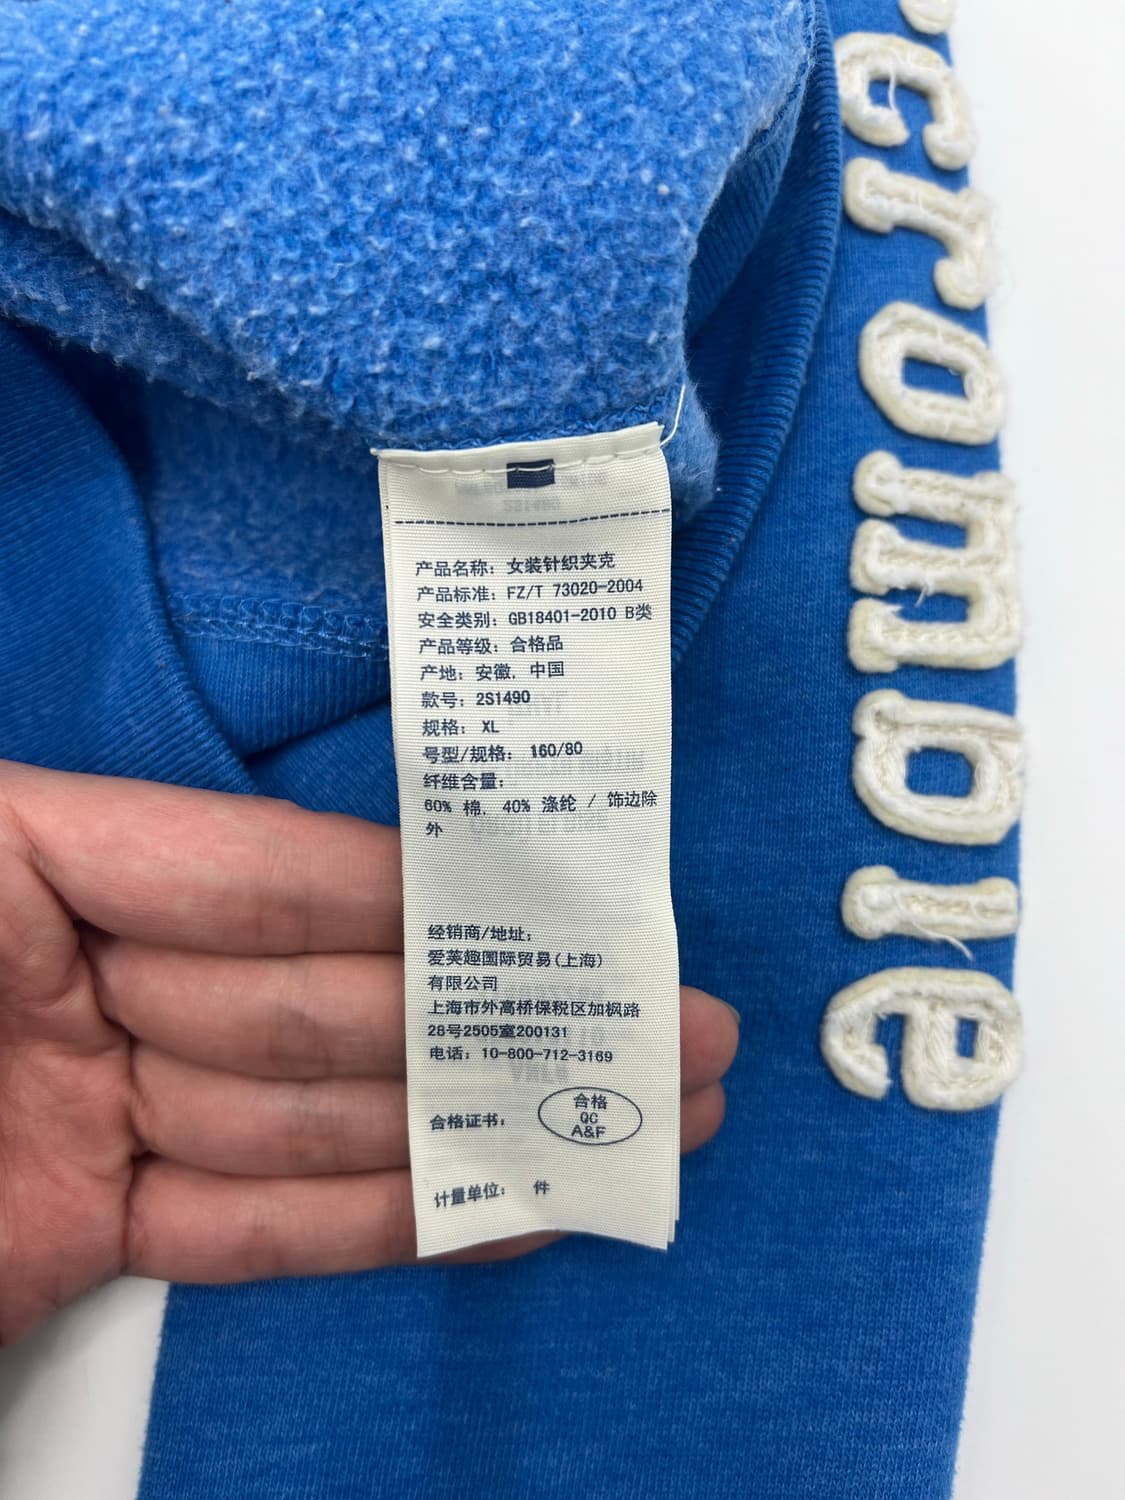 产品名称: 女装针织夹克
产品标准: FZ/T 73020-2004
安全类别: GB18401-2010 B类
产品等级: 合格品
产地: 安徽, 中国
款号: 2S1490
规格: XL
号型/规格: 160/80
纤维含量:
60% 棉, 40% 涤纶 / 饰边除
外
经销商/地址:
爱芙趣国际贸易(上海)
有限公司
上海市外高桥保税区加枫路
28号2505室200131
电话: 10-800-712-3169
合格证书:
合格
QC
A&F
计量单位: 件
crombie